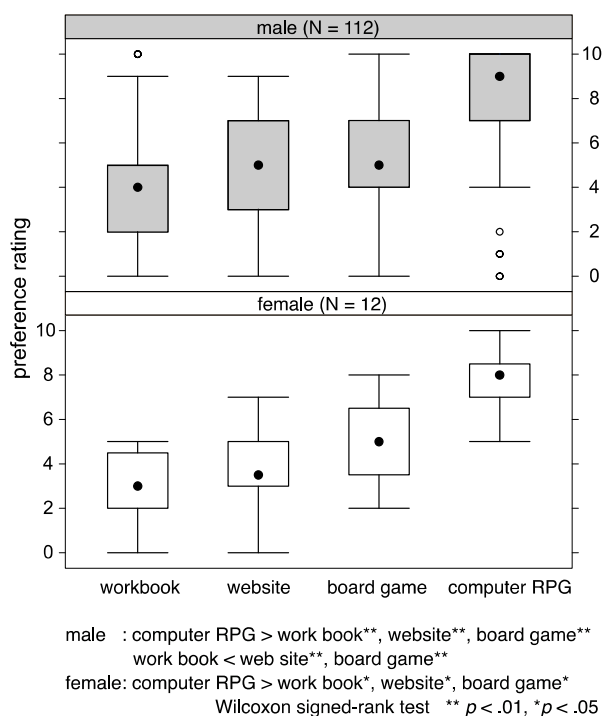 male (N = 112)
10
8
6
4
2
0
preference rating
female (N = 12)
10
8
6
4
2
0
workbook website board game computer RPG
male : computer RPG > work book**, website**, board game**
work book < web site**, board game**
female: computer RPG > work book*, website*, board game*
Wilcoxon signed-rank test ** p < .01, *p < .05